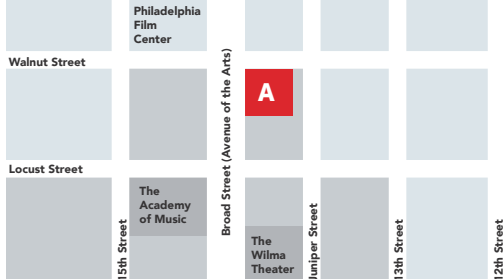 Philadelphia
Film
Center
Walnut Street
A
Broad Street (Avenue of the Arts)
Locust Street
The
Academy
of Music
The
Wilma
Theater
15th Street
Juniper Street
13th Street
12th Street